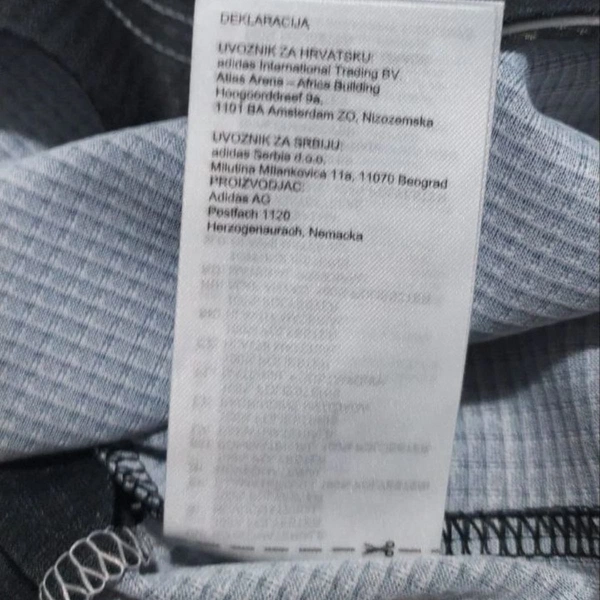 DEKLARACIJA
UVOZNIK ZA HRVATSKU:
adidas International Trading BV.
Atlas Arena – Africa Building
Hoogoorddreef 9a,
1101 BA Amsterdam ZO, Nizozemska
UVOZNIK ZA SRBIJU:
adidas Serbia d.o.o.
Milutina Milankovica 11a, 11070 Beograd
PROIZVODJAC:
Adidas AG
Postfach 1120
Herzogenaurach, Nemacka